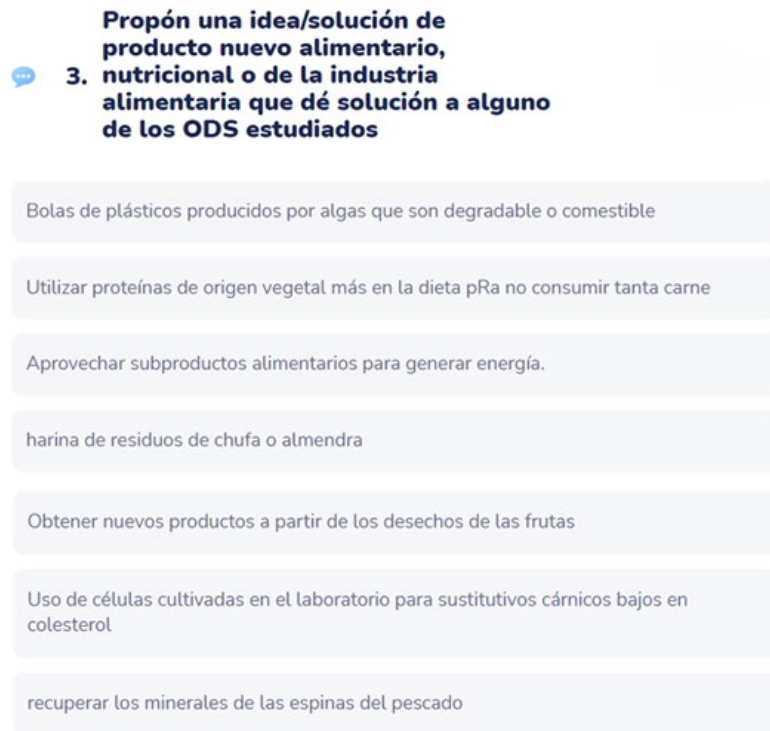 Propón una idea/solución de
producto nuevo alimentario,
3. nutricional o de la industria
alimentaria que dé solución a alguno
de los ODS estudiados
Bolas de plásticos producidos por algas que son degradable o comestible
Utilizar proteínas de origen vegetal más en la dieta pRa no consumir tanta carne
Aprovechar subproductos alimentarios para generar energía.
harina de residuos de chufa o almendra
Obtener nuevos productos a partir de los desechos de las frutas
Uso de células cultivadas en el laboratorio para sustitutivos cárnicos bajos en
colesterol
recuperar los minerales de las espinas del pescado